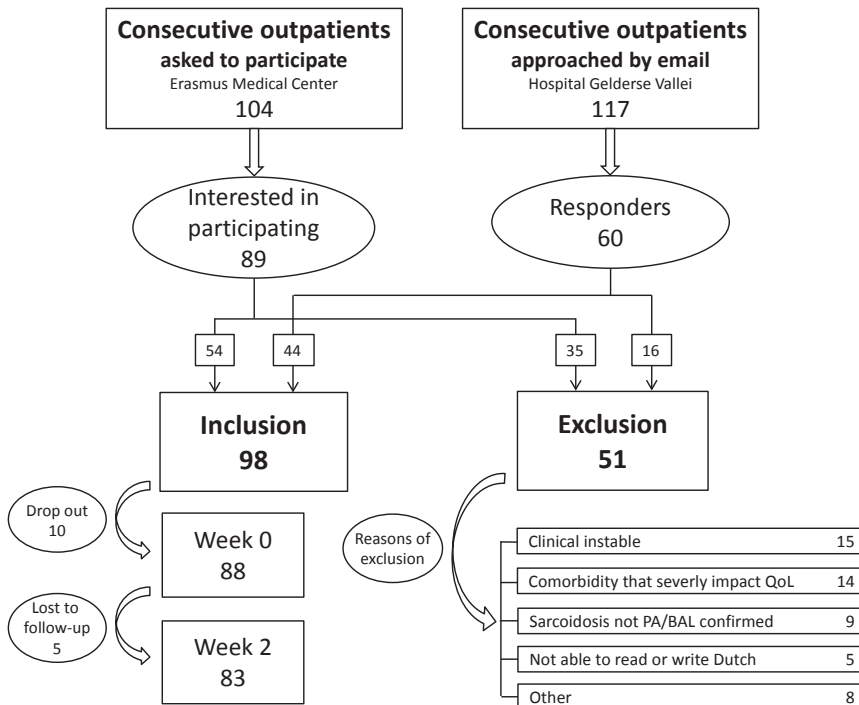 Consecutive outpatients
asked to participate
Erasmus Medical Center
104
Consecutive outpatients
approached by email
Hospital Gelderse Vallei
117
Interested in
participating
89
Responders
60
54
44
35
16
Inclusion
98
Exclusion
51
Drop out
10
Week 0
88
Lost to
follow-up
5
Week 2
83
Reasons of
exclusion
Clinical instable 15
Comorbidity that severly impact QoL 14
Sarcoidosis not PA/BAL confirmed 9
Not able to read or write Dutch 5
Other 8